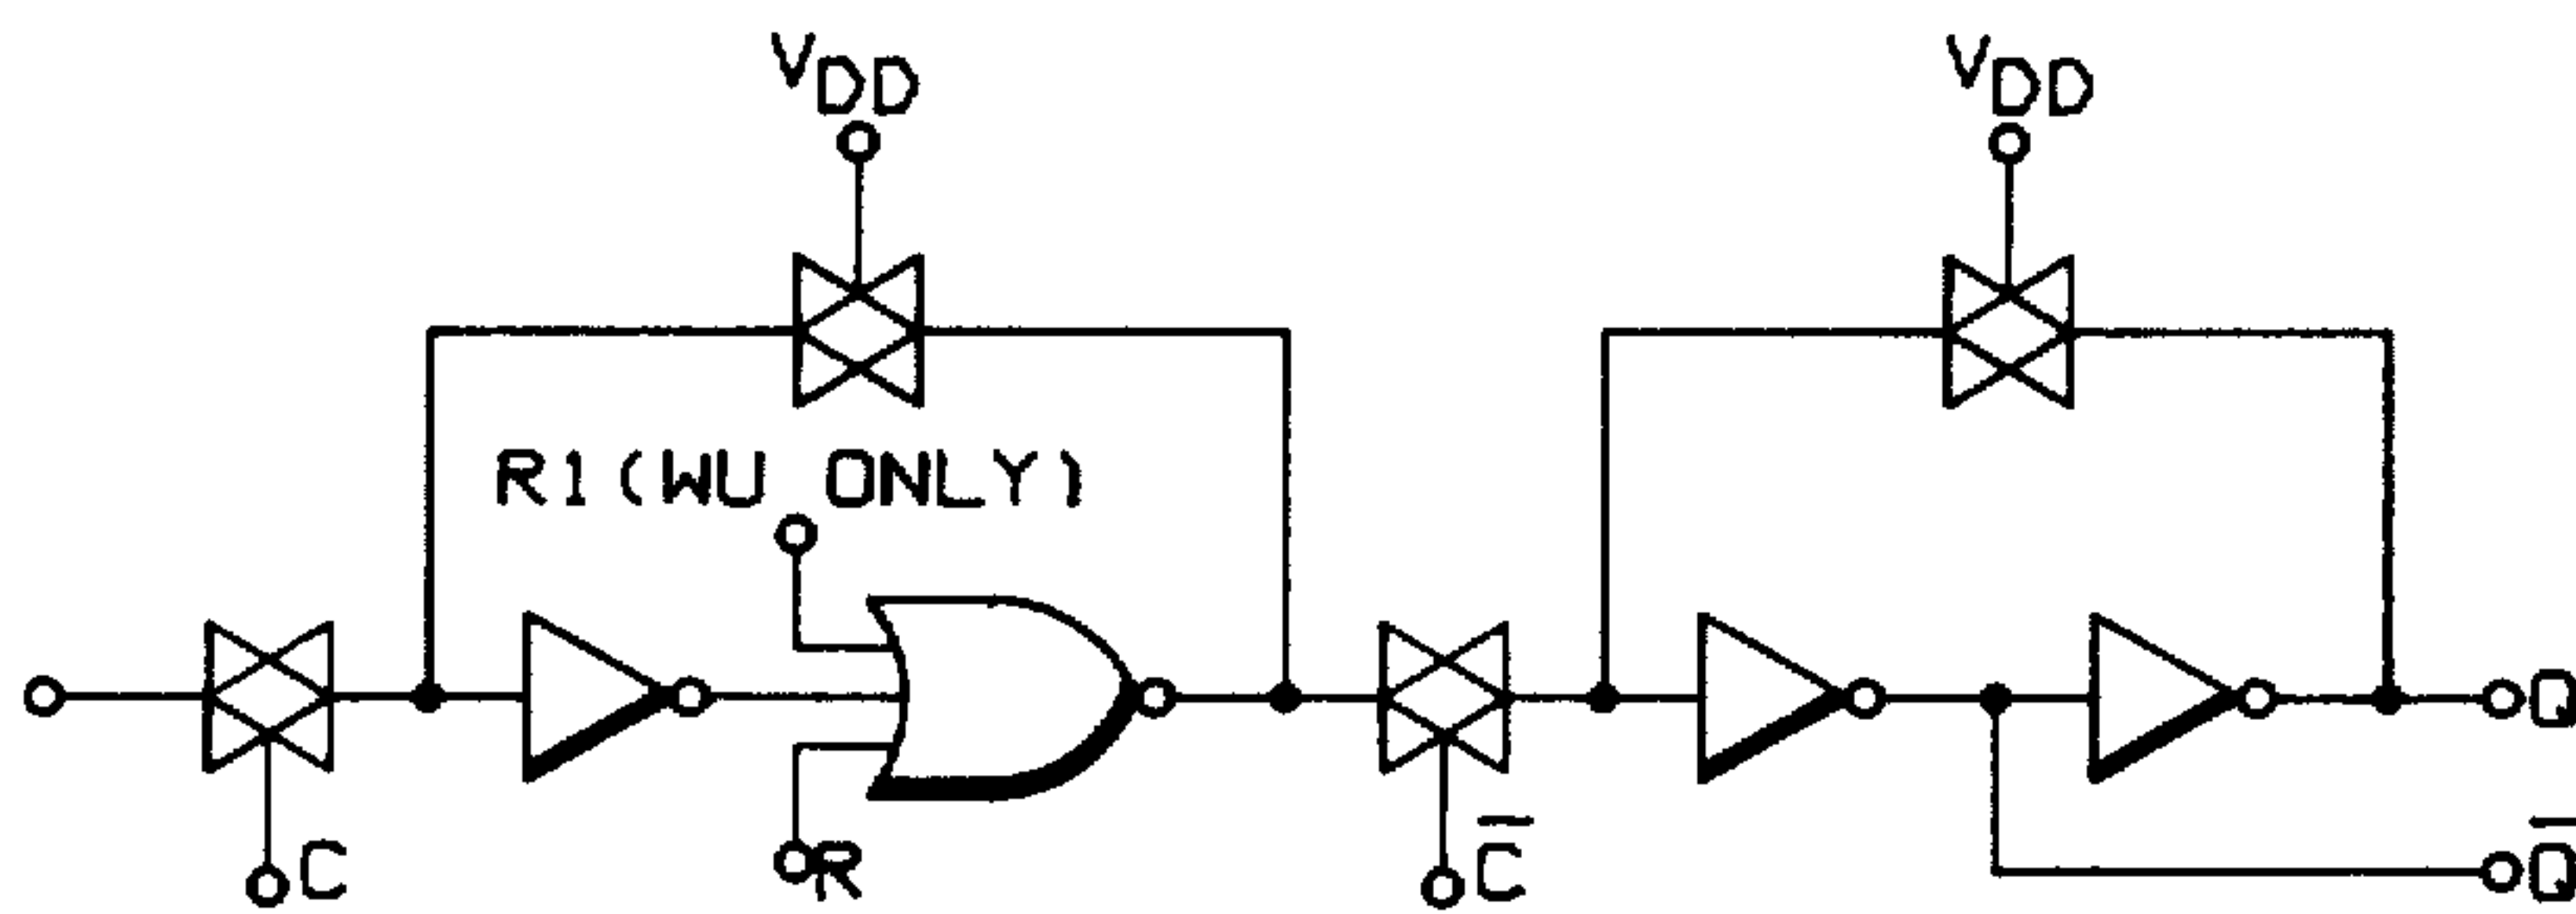 VDD
VDD
R1(WU ONLY)
C
R
C̅
Q
Q̅